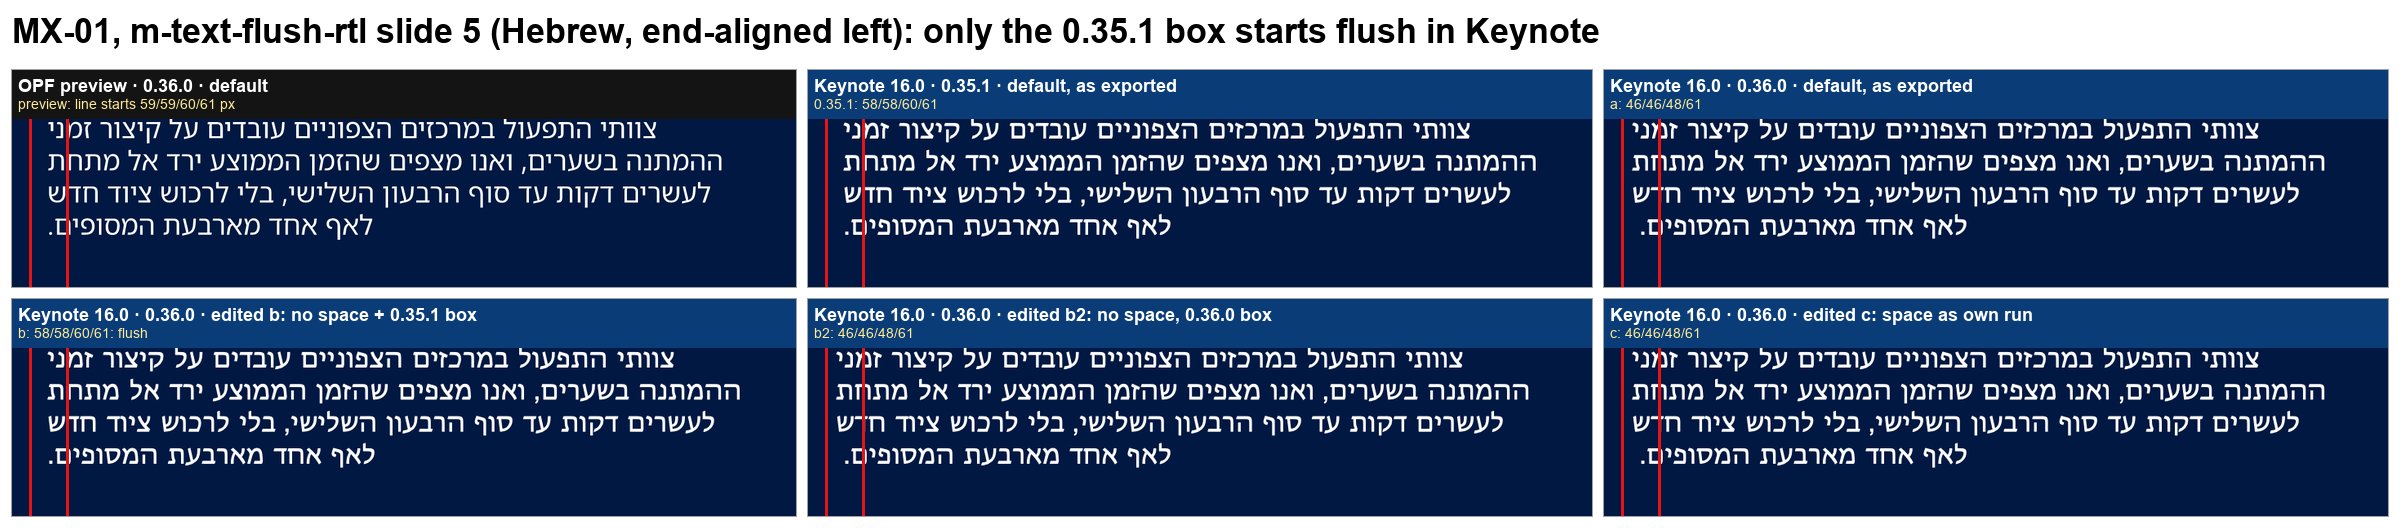 MX-01, m-text-flush-rtl slide 5 (Hebrew, end-aligned left): only the 0.35.1 box starts flush in Keynote
OPF preview · 0.36.0 · default
preview: line starts 59/59/60/61 px
צוותי התפעול במרכזים הצפוניים עובדים על קיצור זמני
ההמתנה בשערים, ואנו מצפים שהזמן הממוצע ירד אל מתחת
לעשרים דקות עד סוף הרבעון השלישי, בלי לרכוש ציוד חדש
לאף אחד מארבעת המסופים.
Keynote 16.0 · 0.35.1 · default, as exported
0.35.1: 58/58/60/61
צוותי התפעול במרכזים הצפוניים עובדים על קיצור זמני
ההמתנה בשערים, ואנו מצפים שהזמן הממוצע ירד אל מתחת
לעשרים דקות עד סוף הרבעון השלישי, בלי לרכוש ציוד חדש
לאף אחד מארבעת המסופים.
Keynote 16.0 · 0.36.0 · default, as exported
a: 46/46/48/61
צוותי התפעול במרכזים הצפוניים עובדים על קיצור זמני
ההמתנה בשערים, ואנו מצפים שהזמן הממוצע ירד אל מתחת
לעשרים דקות עד סוף הרבעון השלישי, בלי לרכוש ציוד חדש
לאף אחד מארבעת המסופים.
Keynote 16.0 · 0.36.0 · edited b: no space + 0.35.1 box
b: 58/58/60/61: flush
צוותי התפעול במרכזים הצפוניים עובדים על קיצור זמני
ההמתנה בשערים, ואנו מצפים שהזמן הממוצע ירד אל מתחת
לעשרים דקות עד סוף הרבעון השלישי, בלי לרכוש ציוד חדש
לאף אחד מארבעת המסופים.
Keynote 16.0 · 0.36.0 · edited b2: no space, 0.36.0 box
b2: 46/46/48/61
צוותי התפעול במרכזים הצפוניים עובדים על קיצור זמני
ההמתנה בשערים, ואנו מצפים שהזמן הממוצע ירד אל מתחת
לעשרים דקות עד סוף הרבעון השלישי, בלי לרכוש ציוד חדש
לאף אחד מארבעת המסופים.
Keynote 16.0 · 0.36.0 · edited c: space as own run
c: 46/46/48/61
צוותי התפעול במרכזים הצפוניים עובדים על קיצור זמני
ההמתנה בשערים, ואנו מצפים שהזמן הממוצע ירד אל מתחת
לעשרים דקות עד סוף הרבעון השלישי, בלי לרכוש ציוד חדש
לאף אחד מארבעת המסופים.